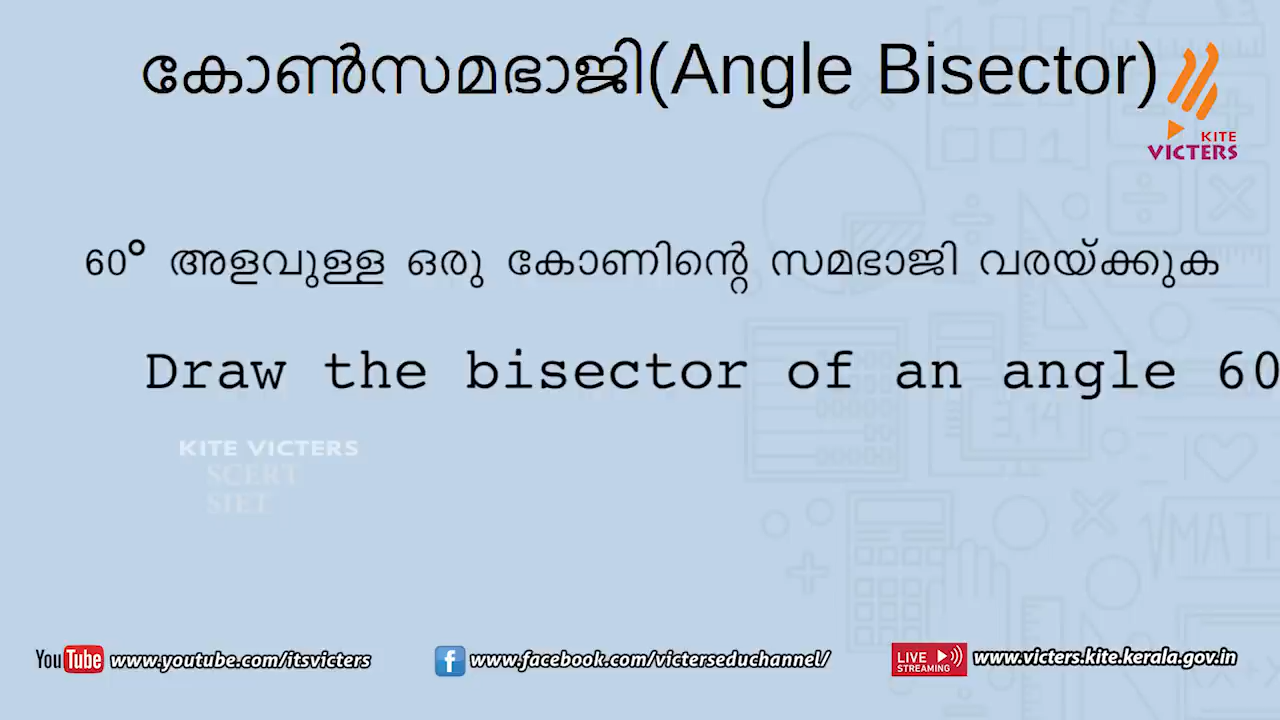 കോൺസമഭാജി(Angle Bisector)
KITE
VICTERS
60° അളവുള്ള ഒരു കോണിന്റെ സമഭാജി വരയ്ക്കുക
Draw the bisector of an angle 60
KITE VICTERS
SCERT
SIET
YouTube www.youtube.com/itsvicters
f www.facebook.com/victerseduchannel/
LIVE STREAMING www.victers.kite.kerala.gov.in